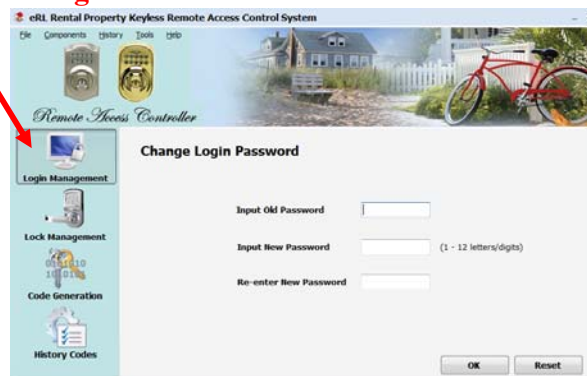 eRL Rental Property Keyless Remote Access Control System
File Components History Tools Help
Remote Access Controller
Login Management
Lock Management
Code Generation
History Codes
Change Login Password
Input Old Password
Input New Password (1 - 12 letters/digits)
Re-enter New Password
OK Reset